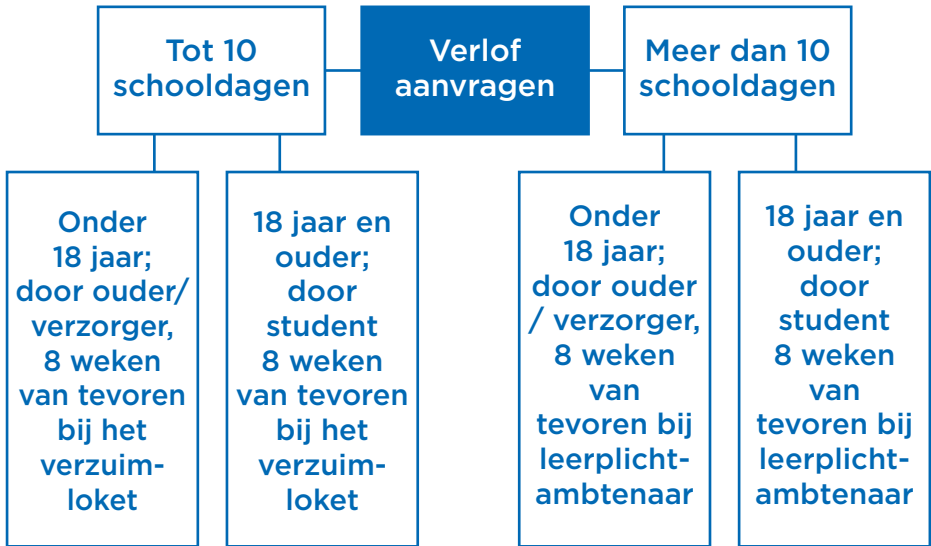 Tot 10
schooldagen
Verlof
aanvragen
Meer dan 10
schooldagen
Onder
18 jaar;
door ouder/
verzorger,
8 weken
van tevoren
bij het
verzuim-
loket
18 jaar en
ouder;
door
student
8 weken
van tevoren
bij het
verzuim-
loket
Onder
18 jaar;
door ouder
/ verzorger,
8 weken
van
tevoren bij
leerplicht-
ambtenaar
18 jaar en
ouder;
door
student
8 weken
van
tevoren bij
leerplicht-
ambtenaar